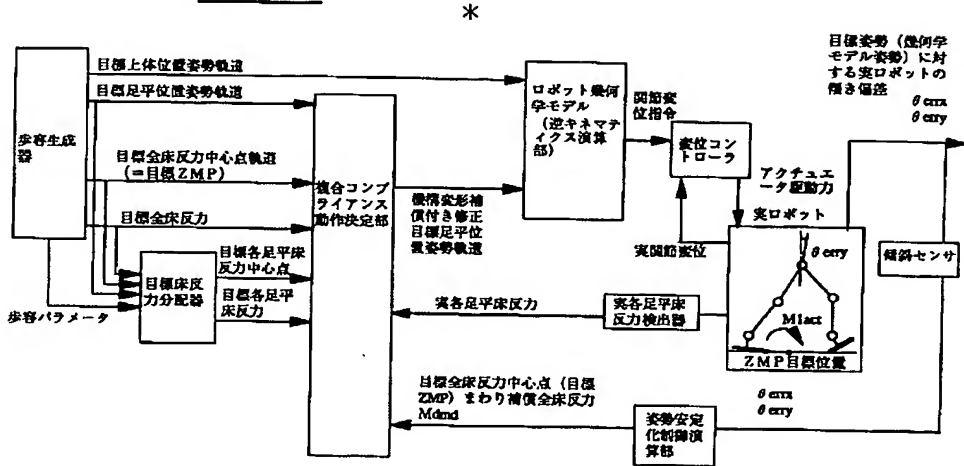 *
目標姿勢(幾何学
モデル姿勢)に対
する実ロボットの
傾き偏差
θerrx
θerry
目標上体位置姿勢軌道
目標足平位置姿勢軌道
歩容生成
器
ロボット幾何
学モデル
(逆キネマテ
ィクス演算
部)
関節変
位指令
変位コン
トローラ
アクチュエ
ータ駆動力
目標全床反力中心点軌道
(=目標ZMP)
複合コンプ
ライアンス
動作決定部
機構変形補
償付き修正
目標足平位
置姿勢軌道
目標全床反力
実ロボット
実関節変位
θerry
傾斜センサ
目標各足平床
反力中心点
目標床反
力分配器
目標各足平
床反力
歩容パラメータ
実各足平床反力
実各足平床
反力検出器
M1act
ZMP目標位置
目標全床反力中心点(目標
ZMP)まわり補償全床反力
Mdmd
θerrx
θerry
姿勢安定
化制御演
算部